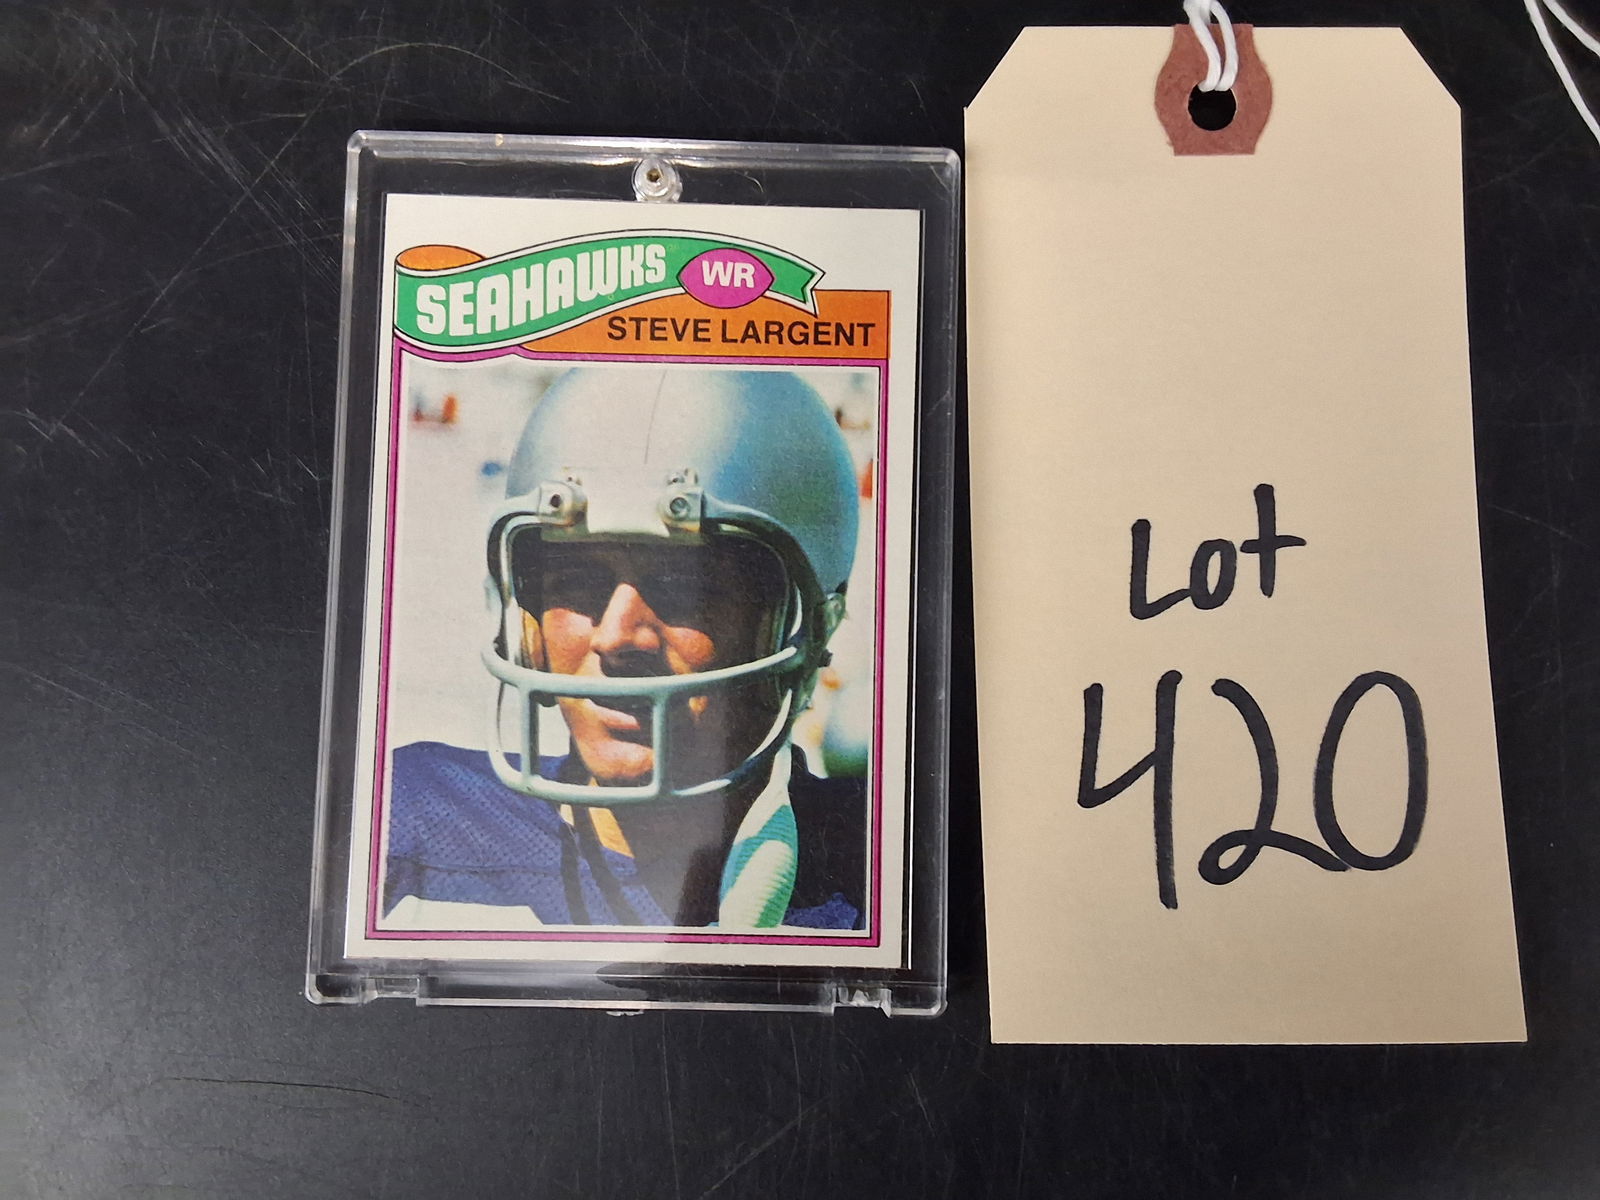 SEAHAWKS WR
STEVE LARGENT
Lot
420